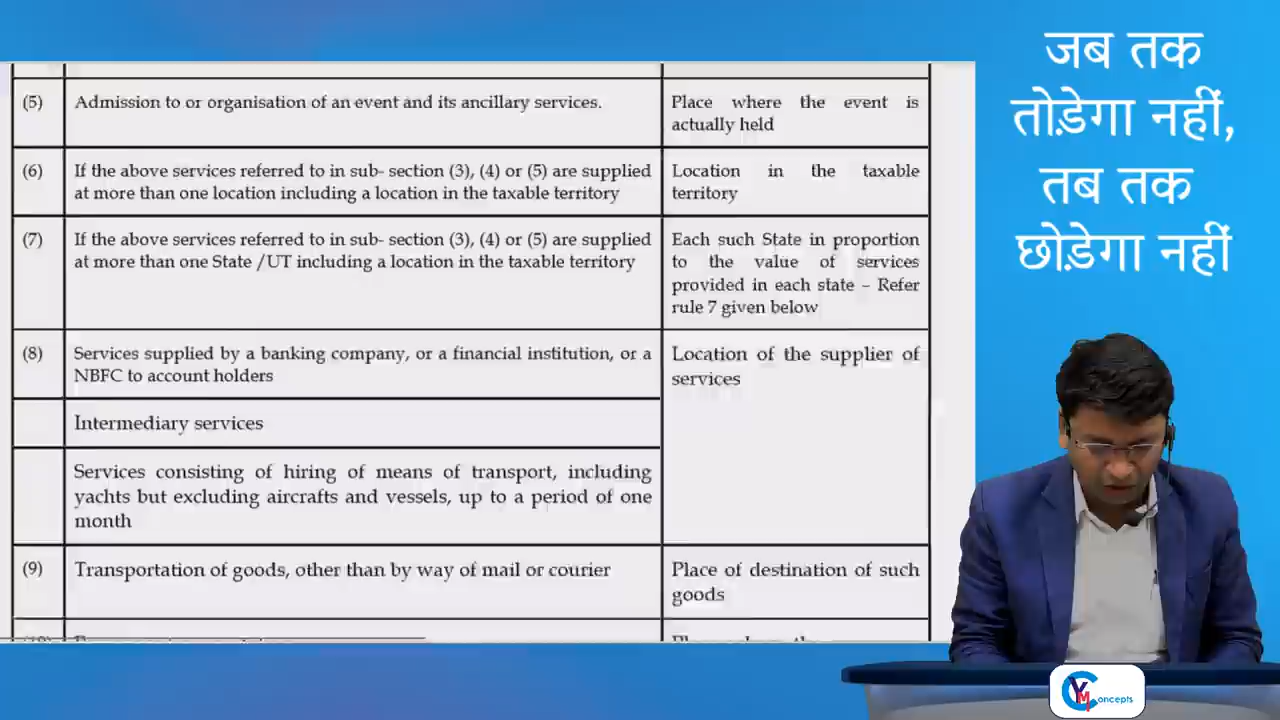 जब तक
तोड़ेगा नहीं,
तब तक
छोड़ेगा नहीं
(5) Admission to or organisation of an event and its ancillary services. Place where the event is
actually held
(6) If the above services referred to in sub- section (3), (4) or (5) are supplied Location in the taxable
at more than one location including a location in the taxable territory territory
(7) If the above services referred to in sub- section (3), (4) or (5) are supplied Each such State in proportion
at more than one State /UT including a location in the taxable territory to the value of services
provided in each state – Refer
rule 7 given below
(8) Services supplied by a banking company, or a financial institution, or a Location of the supplier of
NBFC to account holders services
Intermediary services
Services consisting of hiring of means of transport, including
yachts but excluding aircrafts and vessels, up to a period of one
month
(9) Transportation of goods, other than by way of mail or courier Place of destination of such
goods
YMconcepts